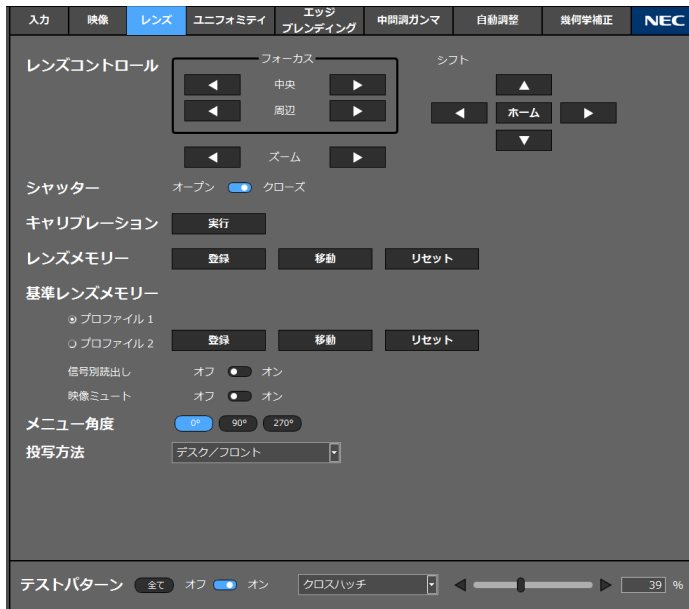 入力 映像 レンズ ユニフォミティ エッジ ブレンディング 中間調ガンマ 自動調整 幾何学補正 NEC
レンズコントロール フォーカス シフト
中央
周辺 ホーム
ズーム
シャッター オープン クローズ
キャリブレーション 実行
レンズメモリー 登録 移動 リセット
基準レンズメモリー
プロファイル 1
プロファイル 2 登録 移動 リセット
信号別読出し オフ オン
映像ミュート オフ オン
メニュー角度 0° 90° 270°
投写方法 デスク/フロント
テストパターン 全て オフ オン クロスハッチ 39 %